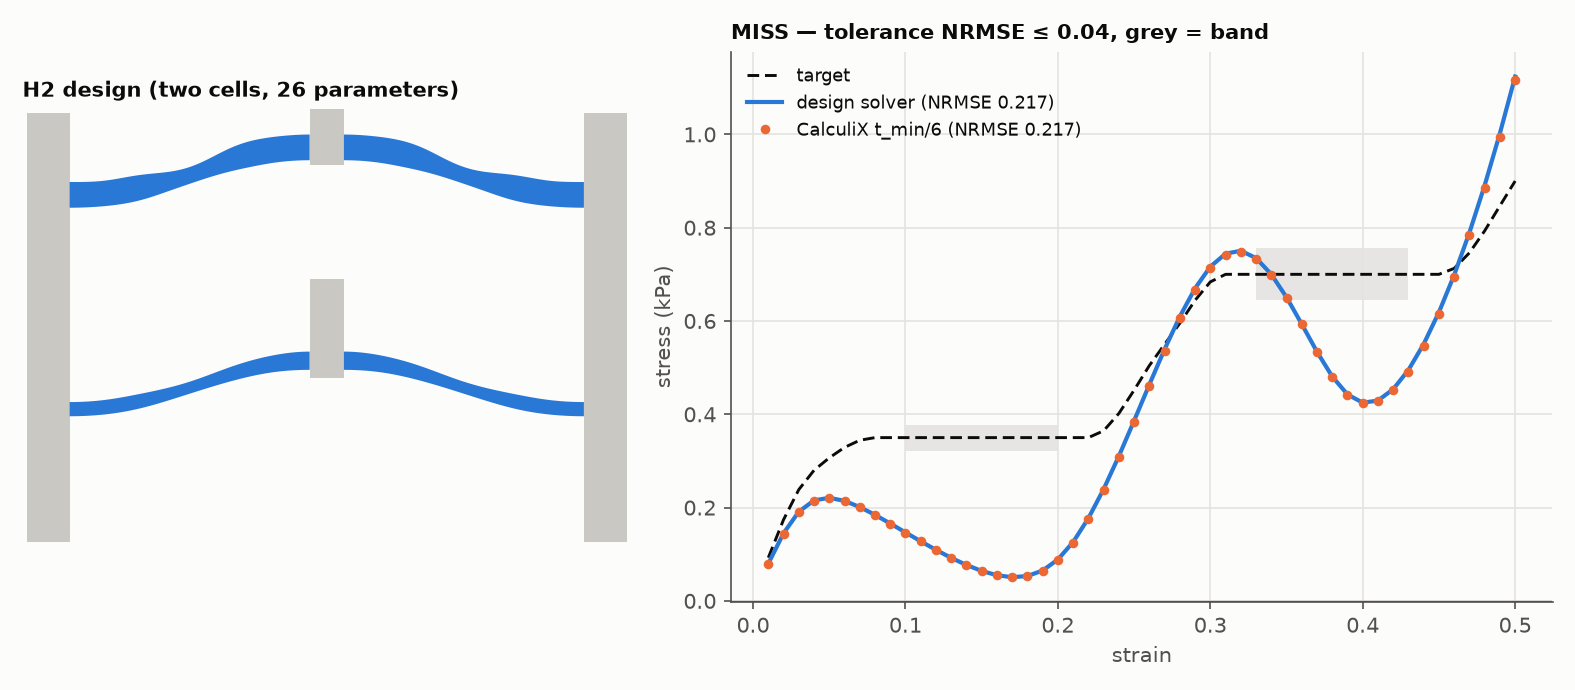 MISS — tolerance NRMSE ≤ 0.04, grey = band
H2 design (two cells, 26 parameters)
target
design solver (NRMSE 0.217)
CalculiX t_min/6 (NRMSE 0.217)
stress (kPa)
1.0
0.8
0.6
0.4
0.2
0.0
0.0 0.1 0.2 0.3 0.4 0.5
strain